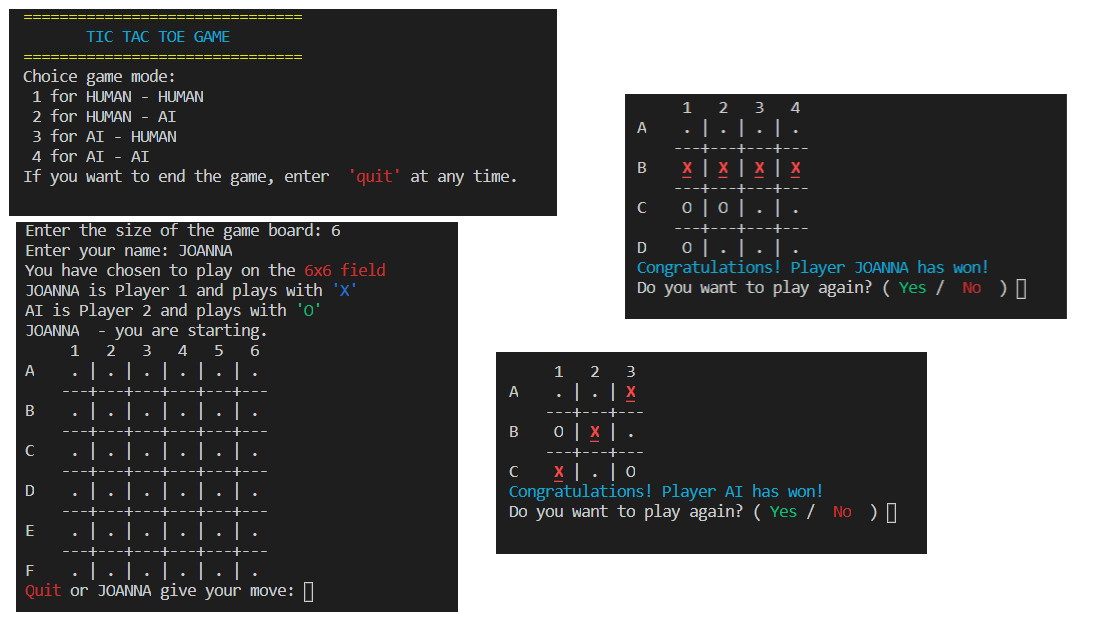 ===============================
TIC TAC TOE GAME
===============================
Choice game mode:
1 for HUMAN - HUMAN
2 for HUMAN - AI
3 for AI - HUMAN
4 for AI - AI
If you want to end the game, enter  'quit' at any time.
Enter the size of the game board: 6
Enter your name: JOANNA
You have chosen to play on the 6x6 field
JOANNA is Player 1 and plays with 'X'
AI is Player 2 and plays with 'O'
JOANNA  - you are starting.
1   2   3   4   5   6
A    . | . | . | . | . | .
---+---+---+---+---+---
B    . | . | . | . | . | .
---+---+---+---+---+---
C    . | . | . | . | . | .
---+---+---+---+---+---
D    . | . | . | . | . | .
---+---+---+---+---+---
E    . | . | . | . | . | .
---+---+---+---+---+---
F    . | . | . | . | . | .
Quit or JOANNA give your move:
1   2   3   4
A    . | . | . | .
---+---+---+---
B    X | X | X | X
---+---+---+---
C    O | O | . | .
---+---+---+---
D    O | . | . | .
Congratulations! Player JOANNA has won!
Do you want to play again? ( Yes /  No  )
1   2   3
A    . | . | X
---+---+---
B    O | X | .
---+---+---
C    X | . | O
Congratulations! Player AI has won!
Do you want to play again? ( Yes /  No  )